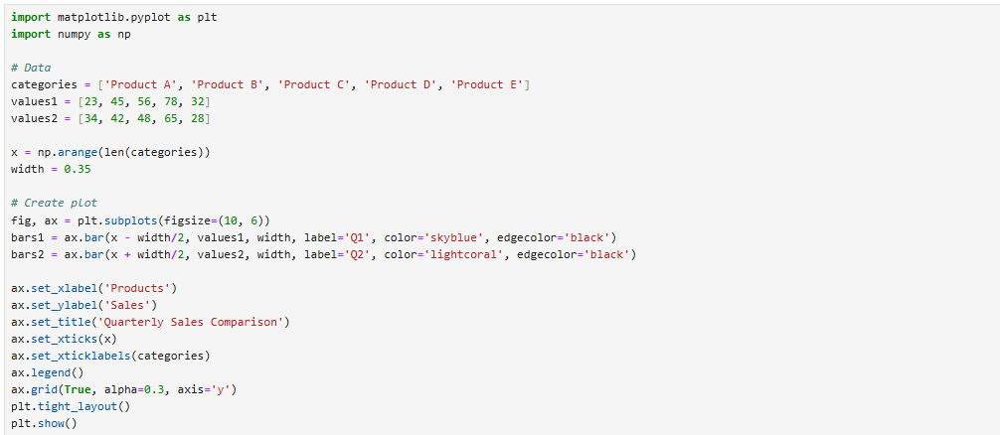 import matplotlib.pyplot as plt
import numpy as np

# Data
categories = ['Product A', 'Product B', 'Product C', 'Product D', 'Product E']
values1 = [23, 45, 56, 78, 32]
values2 = [34, 42, 48, 65, 28]

x = np.arange(len(categories))
width = 0.35

# Create plot
fig, ax = plt.subplots(figsize=(10, 6))
bars1 = ax.bar(x - width/2, values1, width, label='Q1', color='skyblue', edgecolor='black')
bars2 = ax.bar(x + width/2, values2, width, label='Q2', color='lightcoral', edgecolor='black')

ax.set_xlabel('Products')
ax.set_ylabel('Sales')
ax.set_title('Quarterly Sales Comparison')
ax.set_xticks(x)
ax.set_xticklabels(categories)
ax.legend()
ax.grid(True, alpha=0.3, axis='y')
plt.tight_layout()
plt.show()